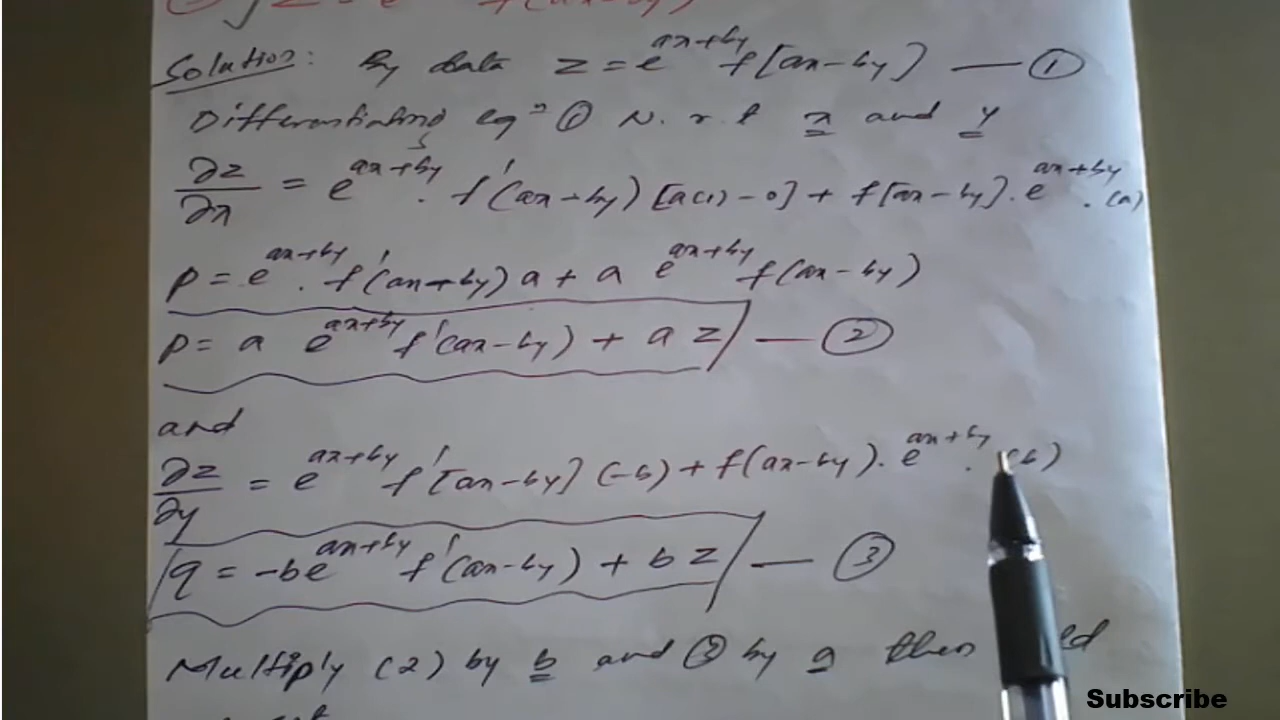 z = e f(ax-by)
Solution: By data z = e^{ax+by} f[ax-by] — ①
Differentiating eqⁿ ① w.r.t x and y
∂z/∂x = e^{ax+by} . f'(ax-by) [a(1) - 0] + f[ax-by] . e^{ax+by} . (a)
p = e^{ax+by} . f'(ax-by) a + a e^{ax+by} f(ax-by)
p = a e^{ax+by} f'(ax-by) + a z — ②
and
∂z/∂y = e^{ax+by} f'[ax-by] (-b) + f(ax-by) . e^{ax+by} . (b)
q = -be^{ax+by} f'(ax-by) + b z — ③
Multiply (2) by b and ③ by a then
Subscribe